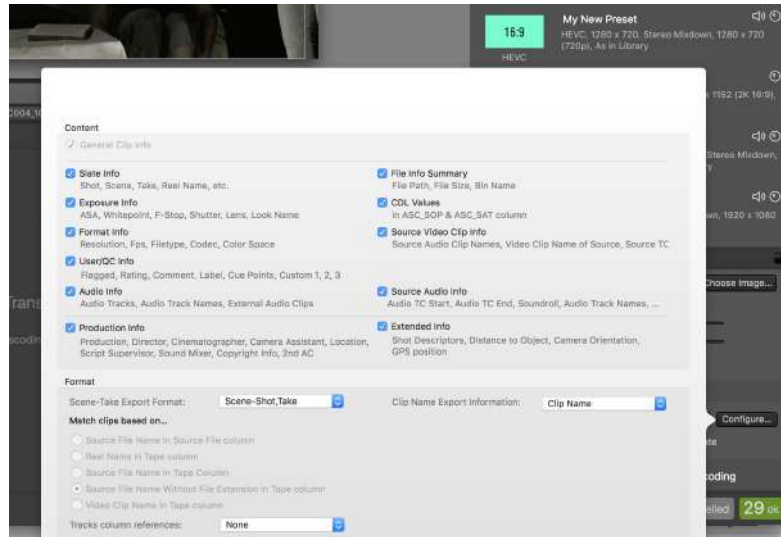 16:9
HEVC
My New Preset
HEVC, 1280 x 720, Stereo Mixdown, 1280 x 720
(720p), As in Library
x 1152 (2K 16:9),
Stereo Mixdown,
wn, 1920 x 1080
Choose Image...
Configure...
coding
29 ok
Content
General Clip Info
Slate Info
Shot, Scene, Take, Reel Name, etc.
File Info Summary
File Path, File Size, Bin Name
Exposure Info
ASA, Whitepoint, F-Stop, Shutter, Lens, Look Name
CDL Values
in ASC_SOP & ASC_SAT column
Format Info
Resolution, Fps, Filetype, Codec, Color Space
Source Video Clip Info
Source Audio Clip Names, Video Clip Name of Source, Source TC
User/QC Info
Flagged, Rating, Comment, Label, Cue Points, Custom 1, 2, 3
Audio Info
Audio Tracks, Audio Track Names, External Audio Clips
Source Audio Info
Audio TC Start, Audio TC End, Soundroll, Audio Track Names, ...
Production Info
Production, Director, Cinematographer, Camera Assistant, Location,
Script Supervisor, Sound Mixer, Copyright Info, 2nd AC
Extended Info
Shot Descriptors, Distance to Object, Camera Orientation,
GPS position
Format
Scene-Take Export Format: Scene-Shot,Take
Clip Name Export Information: Clip Name
Match clips based on...
Source File Name in Source File column
Reel Name in Tape column
Source File Name in Tape Column
Source File Name Without File Extension in Tape column
Video Clip Name in Tape column
Tracks column references: None